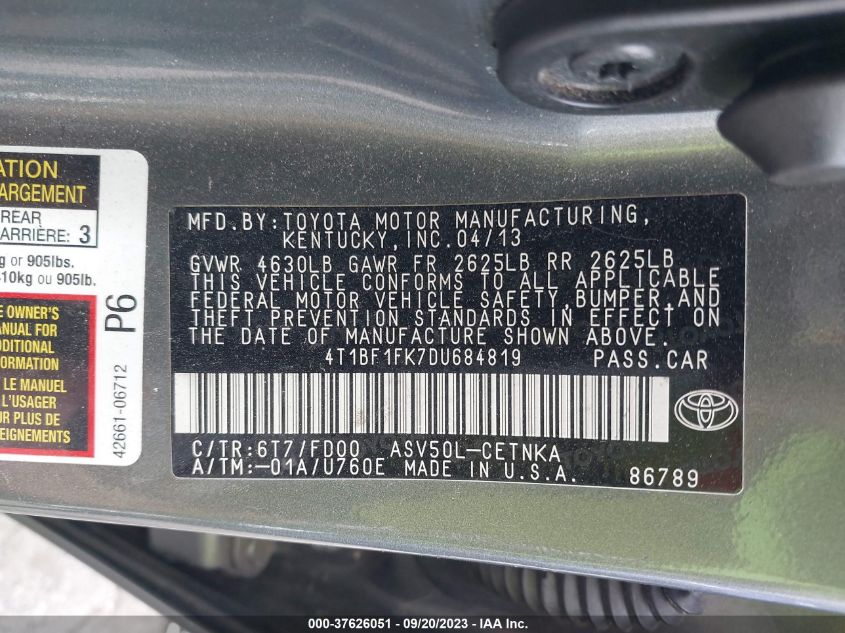 ATION
ARGEMENT
REAR
ARRIÈRE: 3
g or 905lbs.
410kg ou 905lb.
E OWNER'S
ANUAL FOR
DDITIONAL
FORMATION
LE MANUEL
L'USAGER
UR PLUS DE
EIGNEMENTS
P6
42661-06712
MFD.BY:TOYOTA MOTOR MANUFACTURING,
KENTUCKY,INC.04/13
GVWR 4630LB GAWR FR 2625LB RR 2625LB
THIS VEHICLE CONFORMS TO ALL APPLICABLE
FEDERAL MOTOR VEHICLE SAFETY,BUMPER,AND
THEFT PREVENTION STANDARDS IN EFFECT ON
THE DATE OF MANUFACTURE SHOWN ABOVE.
4T1BF1FK7DU684819 PASS.CAR
C/TR:6T7/FD00 ASV50L-CETNKA
A/TM:-01A/U760E MADE IN U.S.A. 86789
000-37626051 - 09/20/2023 - IAA Inc.